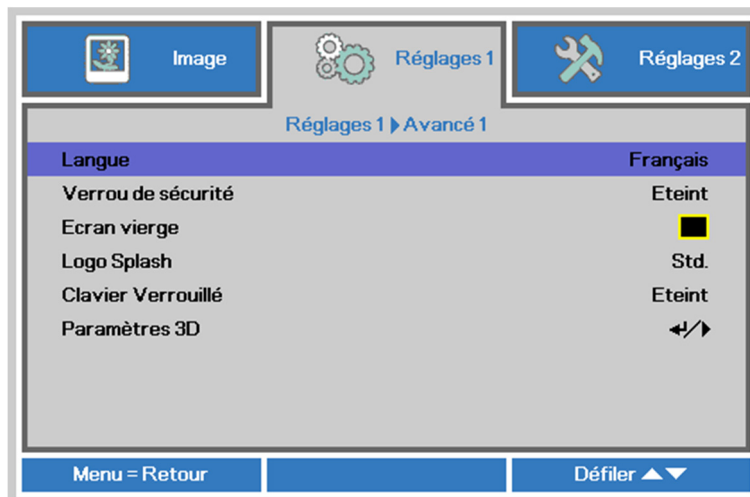 Image
Réglages 1
Réglages 2
Réglages 1 ▶ Avancé 1
Langue Français
Verrou de sécurité Eteint
Ecran vierge
Logo Splash Std.
Clavier Verrouillé Eteint
Paramètres 3D ↵/▶
Menu = Retour
Défiler ▲▼